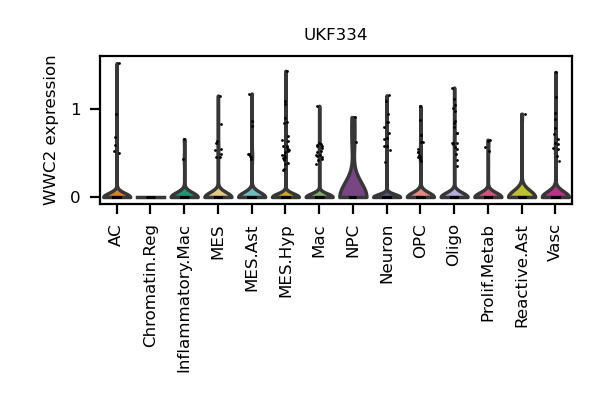 UKF334
WWC2 expression
1
0
AC
Chromatin.Reg
Inflammatory.Mac
MES
MES.Ast
MES.Hyp
Mac
NPC
Neuron
OPC
Oligo
Prolif.Metab
Reactive.Ast
Vasc